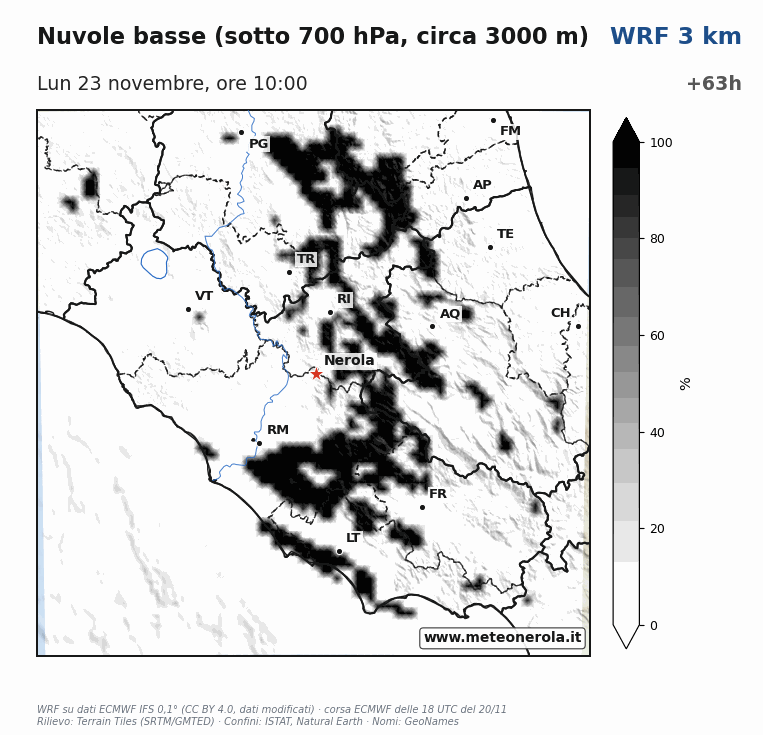 Nuvole basse (sotto 700 hPa, circa 3000 m) WRF 3 km
Lun 23 novembre, ore 10:00 +63h
FM
PG
AP
TE
TR
VT
RI
AQ
CH
Nerola
RM
FR
LT
www.meteonerola.it
100
80
60
40
20
0
%
WRF su dati ECMWF IFS 0,1° (CC BY 4.0, dati modificati) · corsa ECMWF delle 18 UTC del 20/11
Rilievo: Terrain Tiles (SRTM/GMTED) · Confini: ISTAT, Natural Earth · Nomi: GeoNames